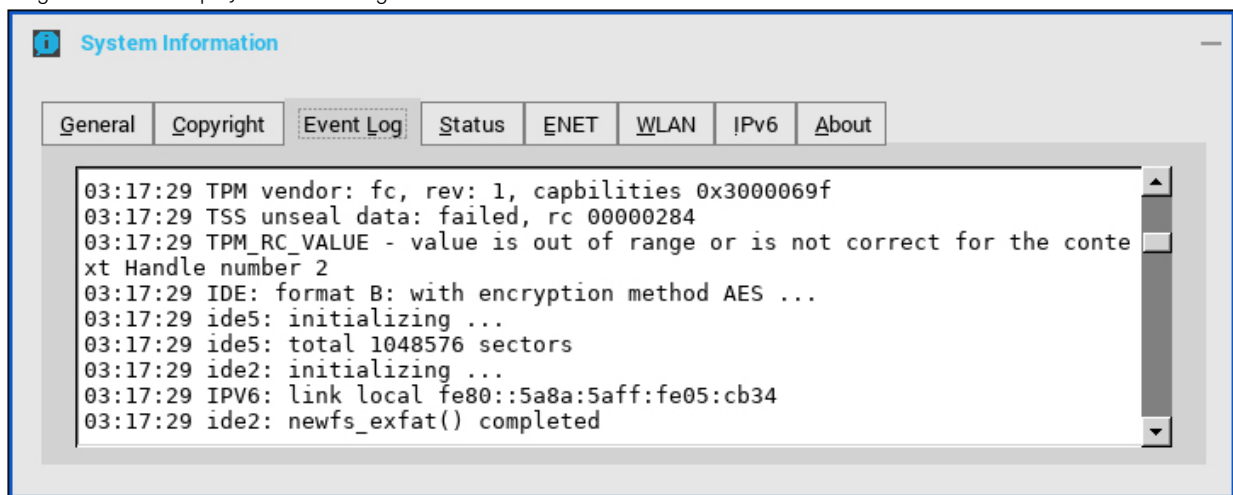 System Information
General Copyright Event Log Status ENET WLAN IPv6 About
03:17:29 TPM vendor: fc, rev: 1, capbilities 0x3000069f
03:17:29 TSS unseal data: failed, rc 00000284
03:17:29 TPM_RC_VALUE - value is out of range or is not correct for the conte
xt Handle number 2
03:17:29 IDE: format B: with encryption method AES ...
03:17:29 ide5: initializing ...
03:17:29 ide5: total 1048576 sectors
03:17:29 ide2: initializing ...
03:17:29 IPV6: link local fe80::5a8a:5aff:fe05:cb34
03:17:29 ide2: newfs_exfat() completed